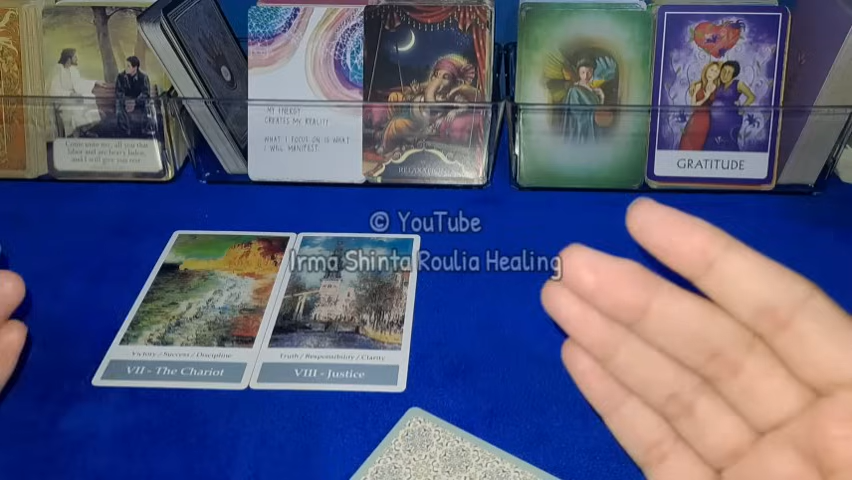 Come unto me, all you that
labor and are heavy laden,
and I will give you rest
MY ENERGY
CREATES MY REALITY.
WHAT I FOCUS ON IS WHAT
I WILL MANIFEST.
RELAXATION
GRATITUDE
© YouTube
Irma Shinta Roulia Healing
Victory / Success / Discipline
VII - The Chariot
Truth / Responsibility / Clarity
VIII - Justice